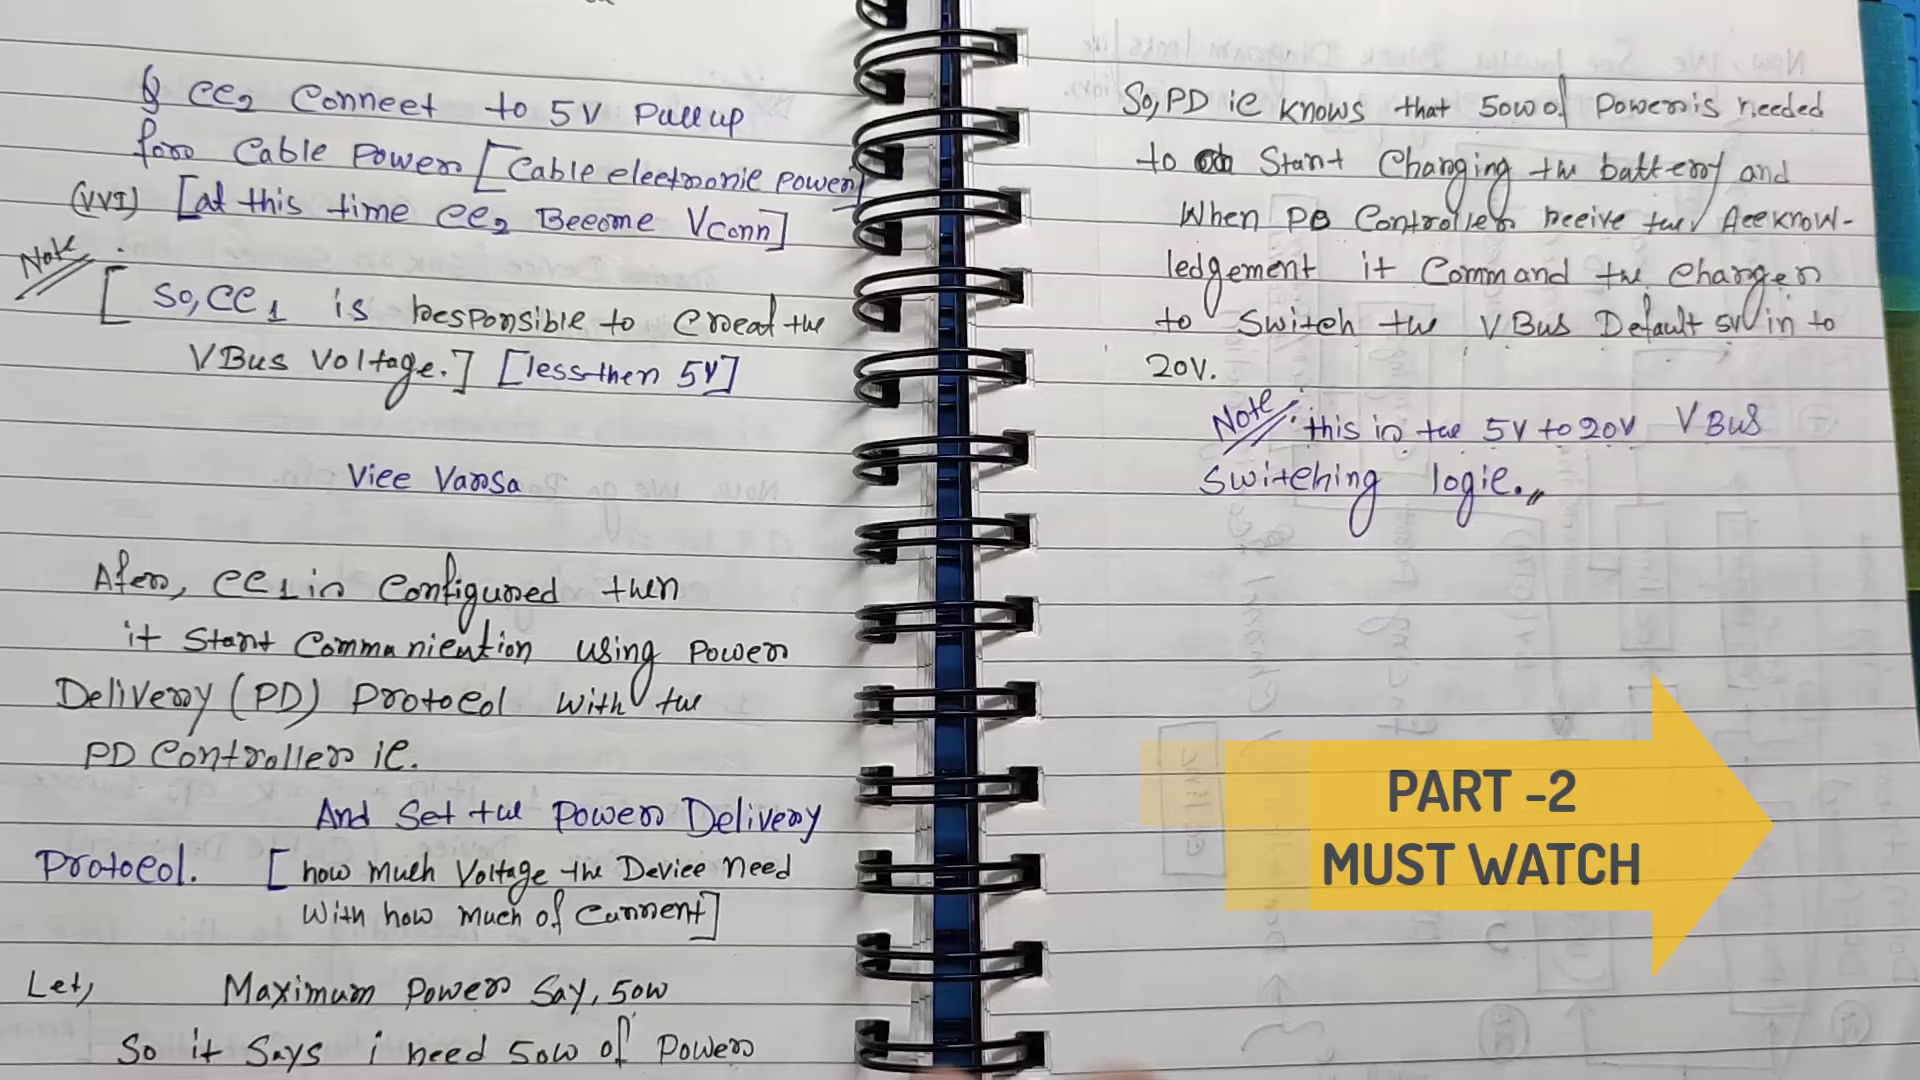 & CC2 Connect to 5V Pull up
for Cable Power [Cable electronic power]
(VVI) [at this time CC2 Become Vconn]
Note
[ So, CC1 is responsible to Creat the
VBus Voltage.] [less then 5V]
Vice Varsa
Afer, CC1 is Configured then
it Start Communication using Power
Delivery (PD) Protocol with the
PD Controller ic.
And Set the Power Delivery
Protocol. [how much Voltage the Device need
With how much of Current]
Let, Maximum Power Say, 50W
So it Says i need 50W of Power
So, PD ic knows that 50W of Power is needed
to Start Charging the battery and
When PD Controller receive the Acknow-
ledgement it Command the Charger
to Switch the VBus Default 5V in to
20V.
Note: this is the 5V to 20V VBus
Switching logic.
PART -2
MUST WATCH